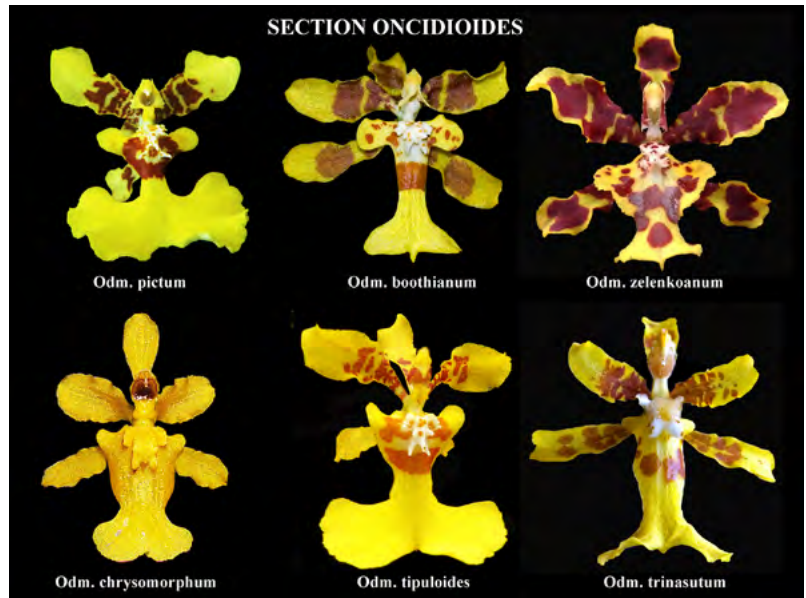 SECTION ONCIDIOIDES
Odm. pictum
Odm. boothianum
Odm. zelenkoanum
Odm. chrysomorphum
Odm. tipuloides
Odm. trinasutum